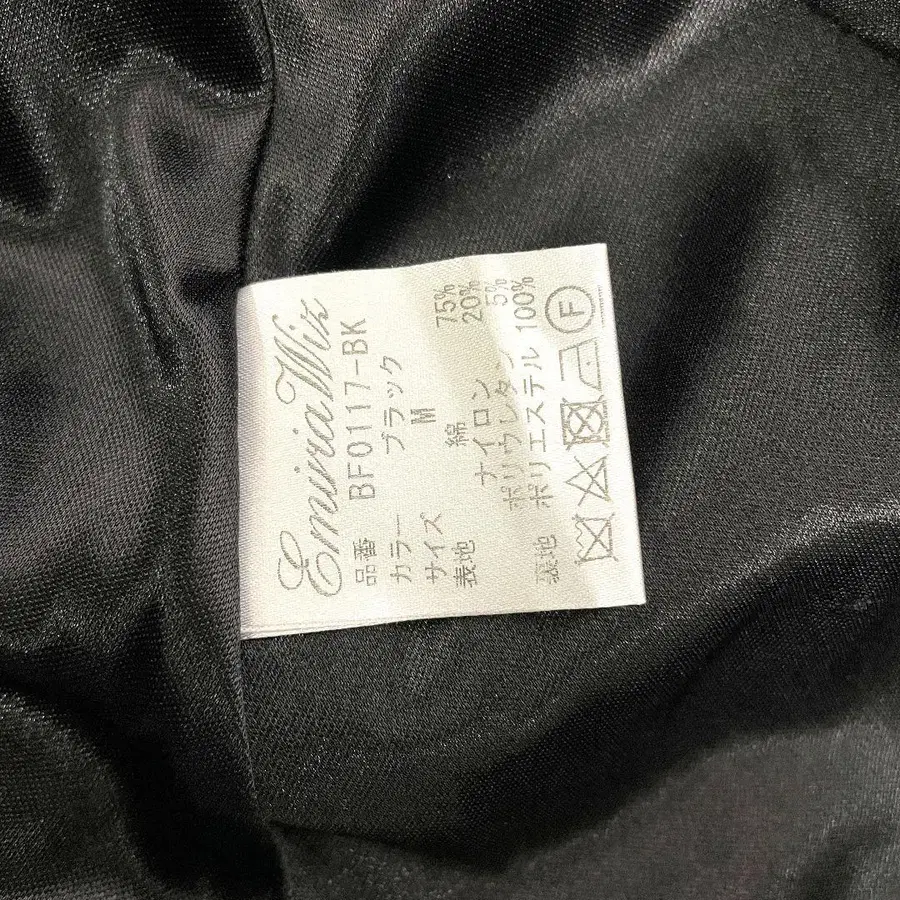 EmiriaWiz
品番 BF0117-BK
カラー ブラック
サイズ M
表地 綿 75%
ナイロン 20%
ポリウレタン 5%
裏地 ポリエステル 100%
F